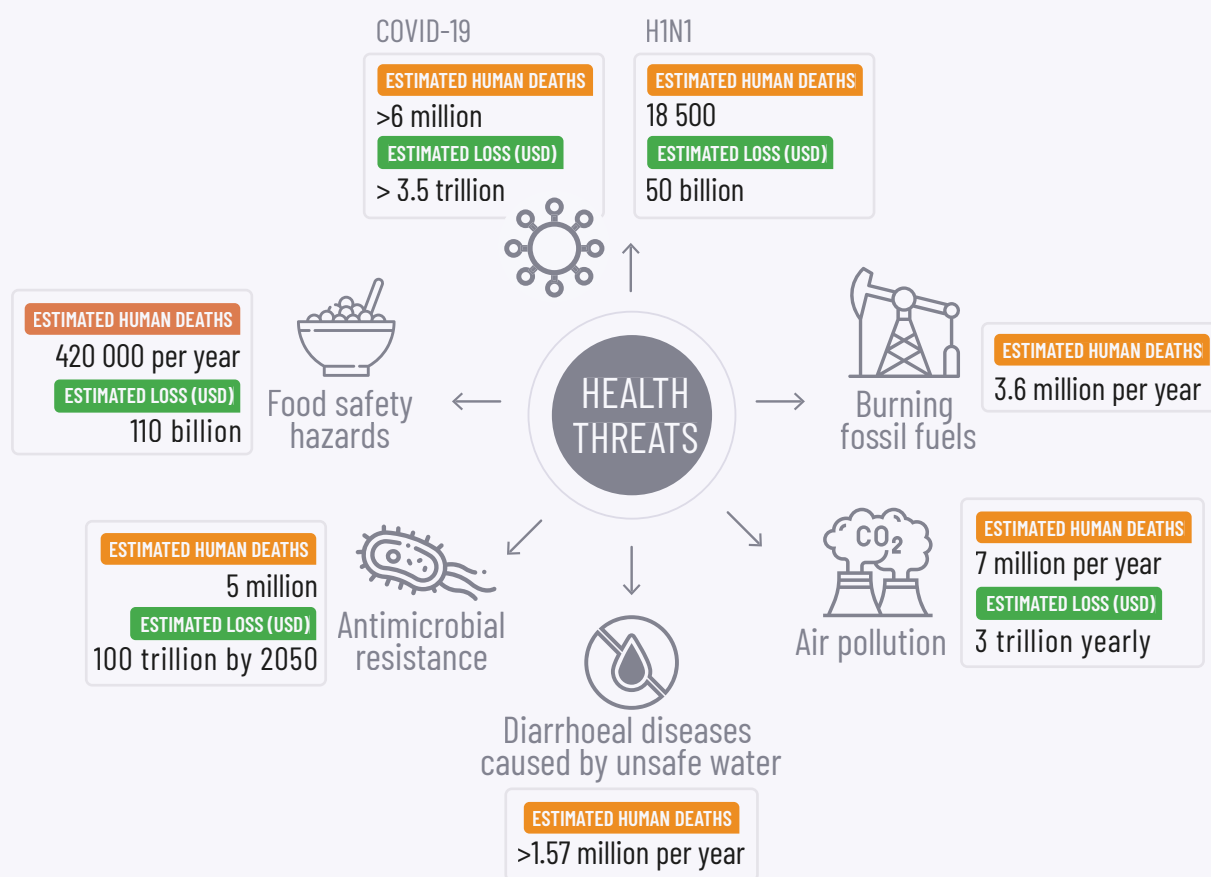 COVID-19
ESTIMATED HUMAN DEATHS
>6 million
ESTIMATED LOSS (USD)
> 3.5 trillion
H1N1
ESTIMATED HUMAN DEATHS
18 500
ESTIMATED LOSS (USD)
50 billion
ESTIMATED HUMAN DEATHS
420 000 per year
ESTIMATED LOSS (USD)
110 billion
Food safety
hazards
HEALTH
THREATS
Burning
fossil fuels
ESTIMATED HUMAN DEATHS
3.6 million per year
ESTIMATED HUMAN DEATHS
5 million
ESTIMATED LOSS (USD)
100 trillion by 2050
Antimicrobial
resistance
CO2
Air pollution
ESTIMATED HUMAN DEATHS
7 million per year
ESTIMATED LOSS (USD)
3 trillion yearly
Diarrhoeal diseases
caused by unsafe water
ESTIMATED HUMAN DEATHS
>1.57 million per year